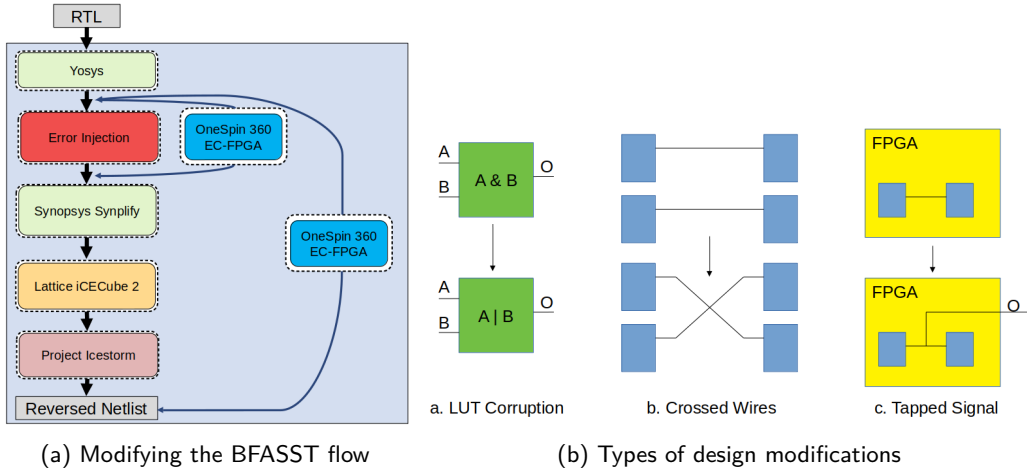 RTL
Yosys
Error Injection
OneSpin 360
EC-FPGA
Synopsys Synplify
OneSpin 360
EC-FPGA
Lattice iCECube 2
Project Icestorm
Reversed Netlist
(a) Modifying the BFASST flow
A
B
A & B
O
A
B
A | B
O
a. LUT Corruption
b. Crossed Wires
FPGA
FPGA
O
c. Tapped Signal
(b) Types of design modifications